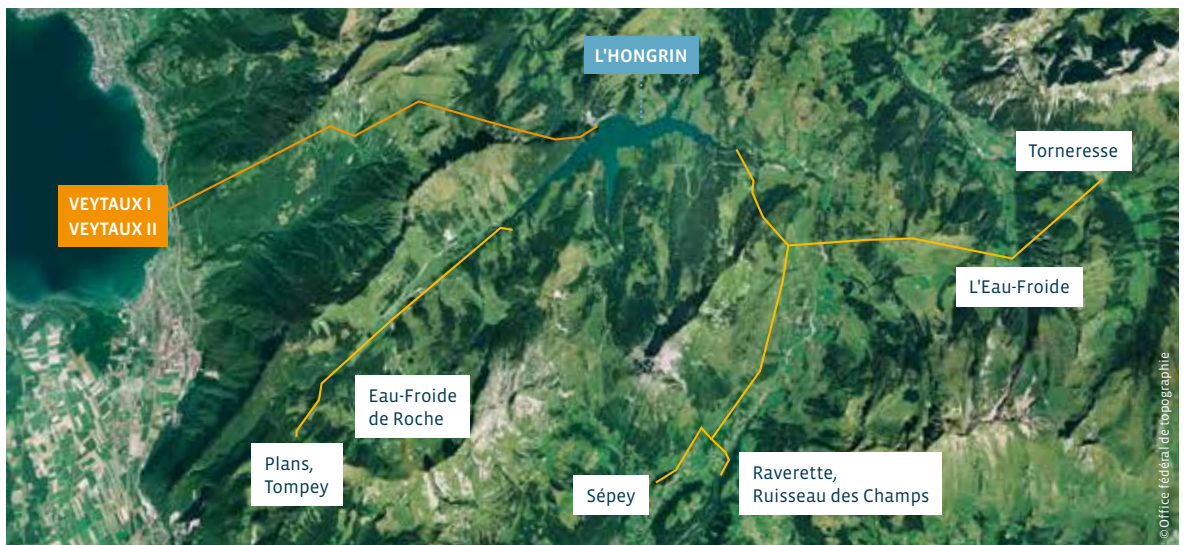 L'HONGRIN
Torneresse
VEYTAUX I
VEYTAUX II
L'Eau-Froide
Eau-Froide
de Roche
Plans,
Tompey
Sépey
Raverette,
Ruisseau des Champs
© Office fédéral de topographie